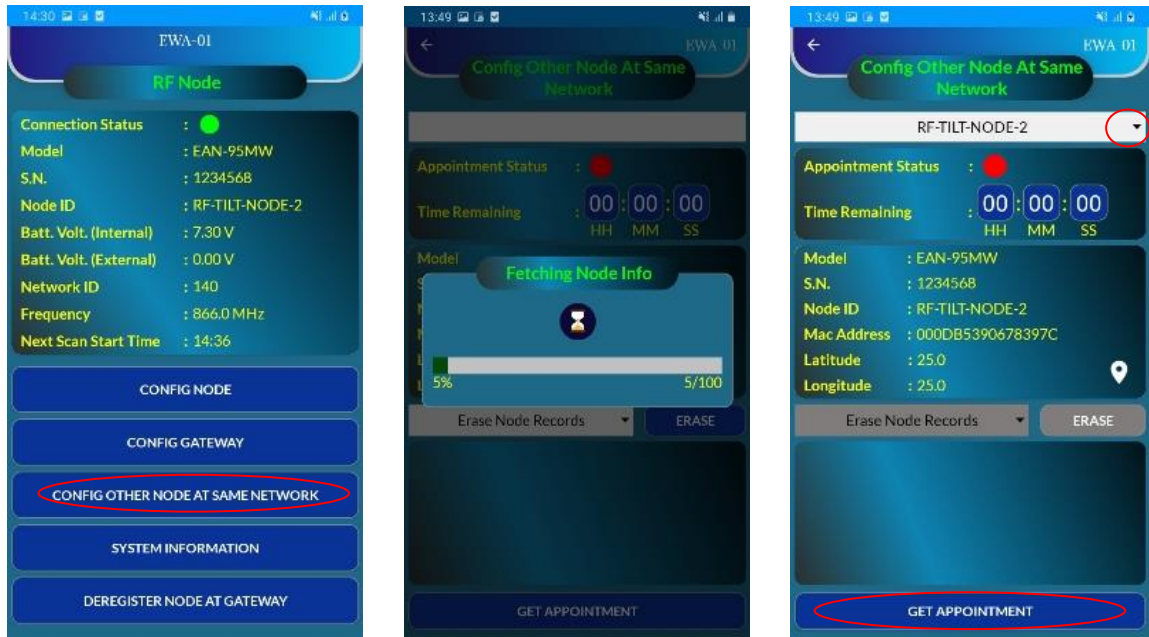 14:30
EWA-01
RF Node
Connection Status :
Model : EAN-95MW
S.N. : 1234568
Node ID : RF-TILT-NODE-2
Batt. Volt. (Internal) : 7.30 V
Batt. Volt. (External) : 0.00 V
Network ID : 140
Frequency : 866.0 MHz
Next Scan Start Time : 14:36
CONFIG NODE
CONFIG GATEWAY
CONFIG OTHER NODE AT SAME NETWORK
SYSTEM INFORMATION
DEREGISTER NODE AT GATEWAY
13:49
EWA 01
Config Other Node At Same
Network
Appointment Status :
Time Remaining : 00 : 00 : 00
HH MM SS
Model
Fetching Node Info
5% 5/100
Erase Node Records ERASE
GET APPOINTMENT
13:49
EWA 01
Config Other Node At Same
Network
RF-TILT-NODE-2
Appointment Status :
Time Remaining : 00 : 00 : 00
HH MM SS
Model : EAN-95MW
S.N. : 1234568
Node ID : RF-TILT-NODE-2
Mac Address : 000DB5390678397C
Latitude : 25.0
Longitude : 25.0
Erase Node Records ERASE
GET APPOINTMENT